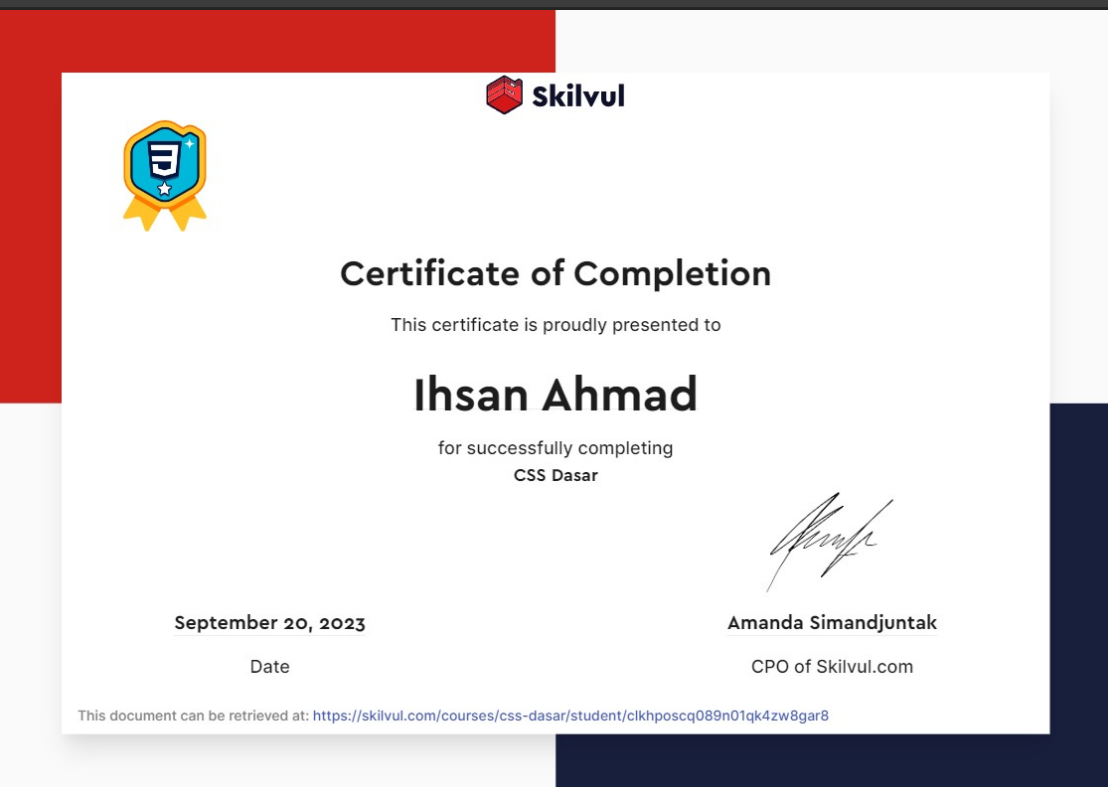 Skilvul
Certificate of Completion
This certificate is proudly presented to
Ihsan Ahmad
for successfully completing
CSS Dasar
September 20, 2023
Amanda Simandjuntak
Date
CPO of Skilvul.com
This document can be retrieved at: https://skilvul.com/courses/css-dasar/student/clkhposcq089n01qk4zw8gar8